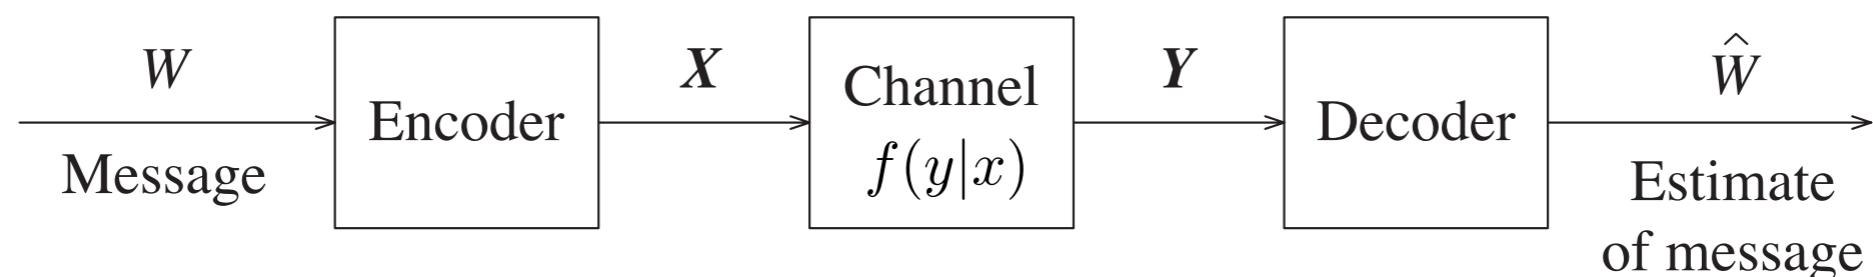 W
Message
Encoder
X
Channel
f(y|x)
Y
Decoder
Ŵ
Estimate
of message